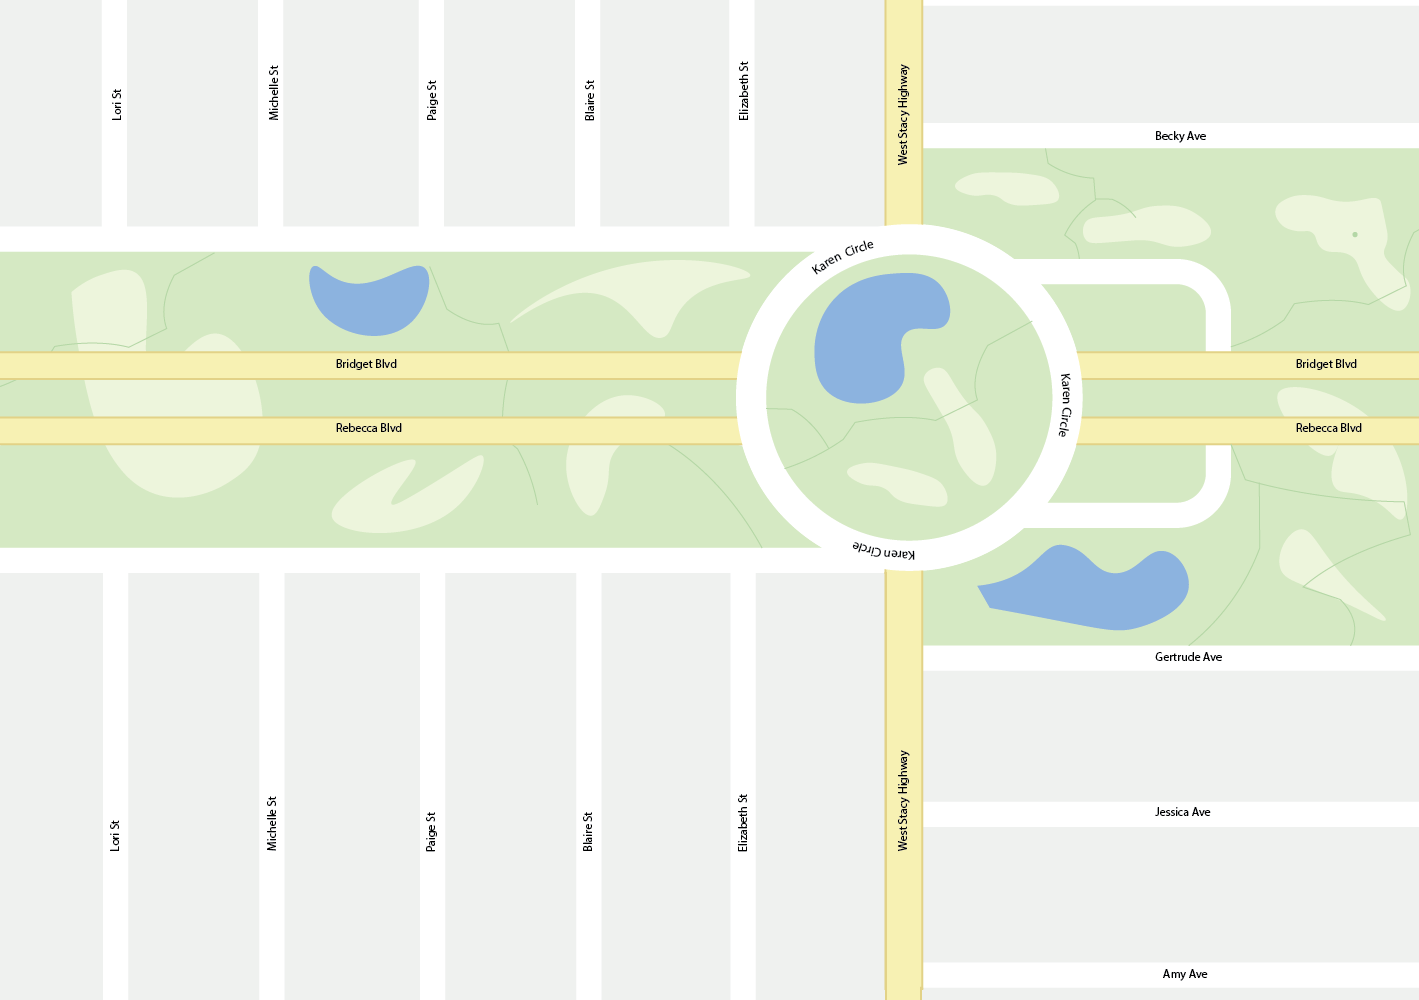 Lori St
Michelle St
Paige St
Blaire St
Elizabeth St
West Stacy Highway
Becky Ave
Karen Circle
Bridget Blvd
Bridget Blvd
Karen Circle
Rebecca Blvd
Rebecca Blvd
Karen Circle
Gertrude Ave
Lori St
Michelle St
Paige St
Blaire St
Elizabeth St
West Stacy Highway
Jessica Ave
Amy Ave